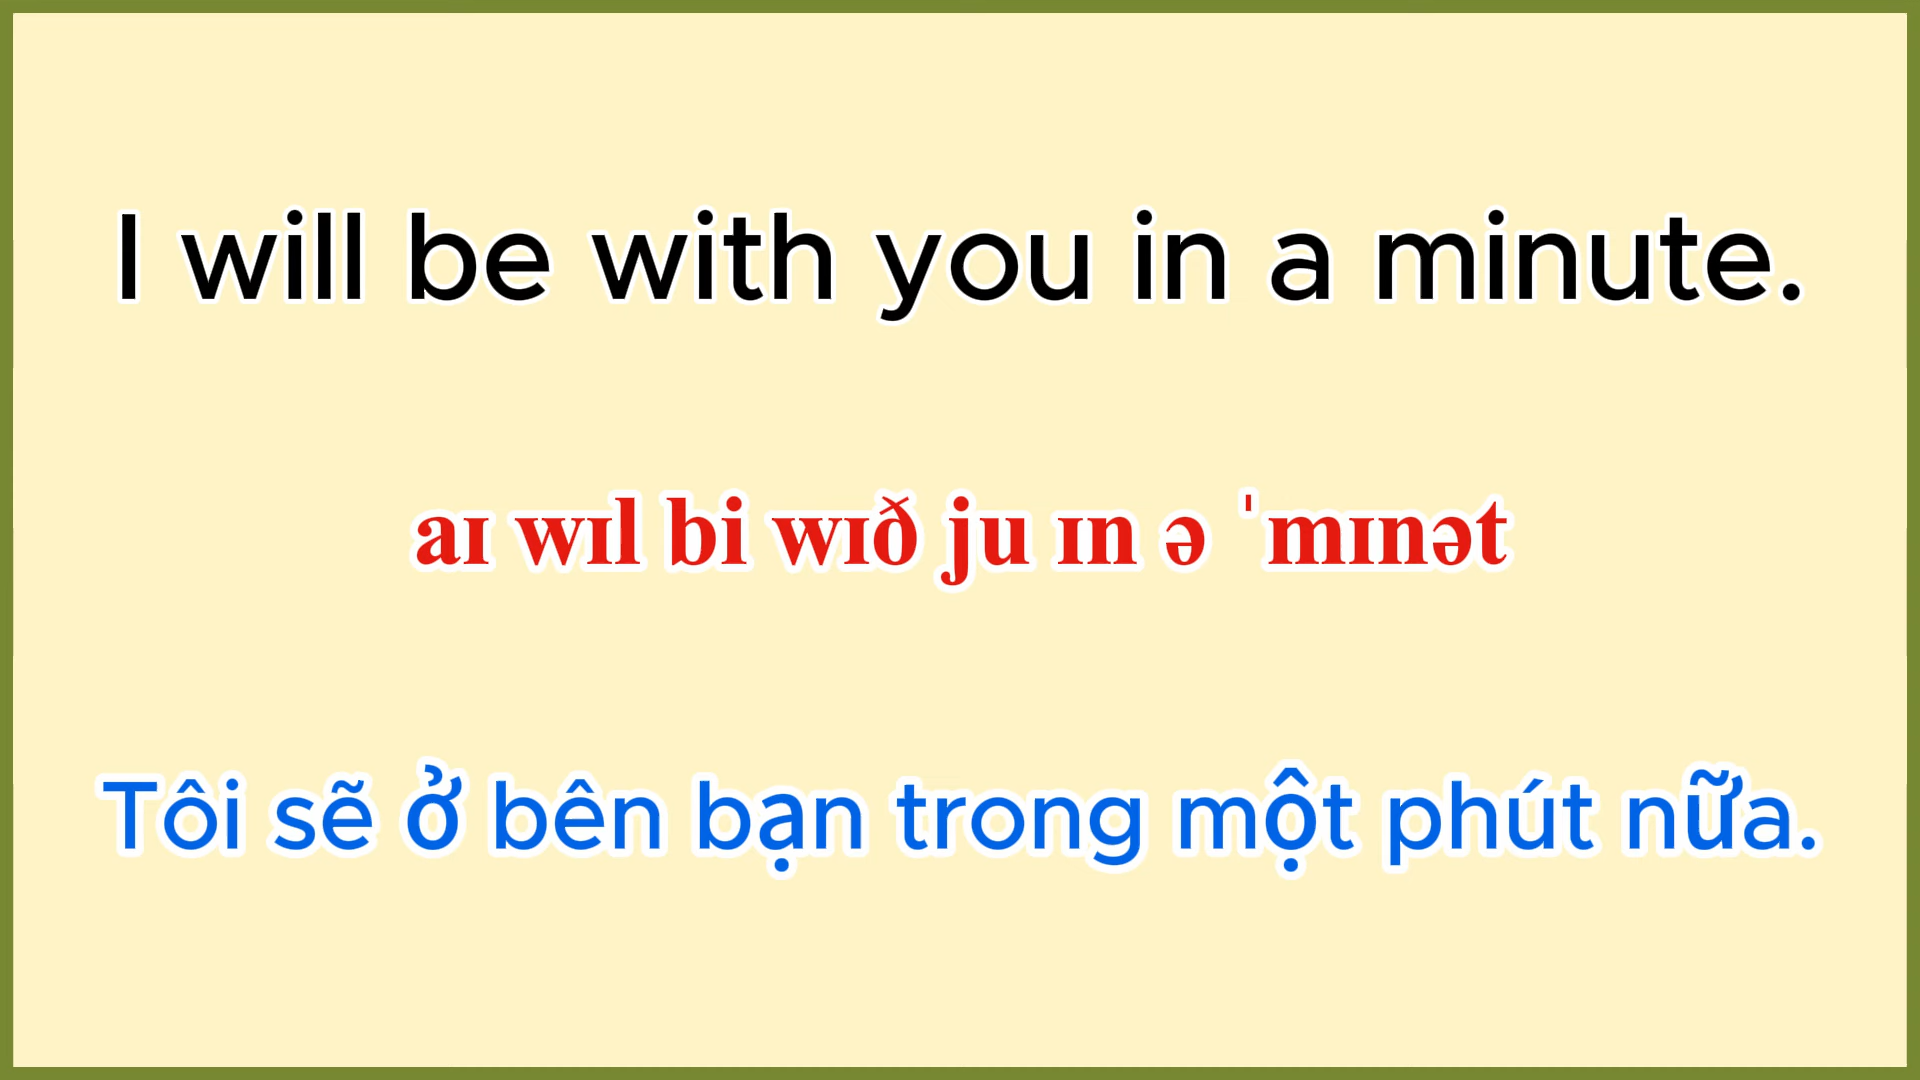 I will be with you in a minute.
aɪ wɪl bi wɪð ju ɪn ə ˈmɪnət
Tôi sẽ ở bên bạn trong một phút nữa.